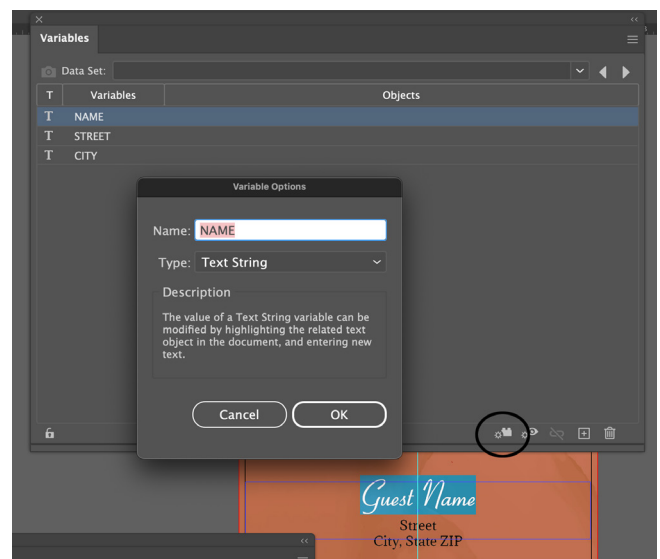 Variables
Data Set:
T Variables Objects
T NAME
T STREET
T CITY
Variable Options
Name: NAME
Type: Text String
Description
The value of a Text String variable can be
modified by highlighting the related text
object in the document, and entering new
text.
Cancel OK
Guest Name
Street
City, State ZIP